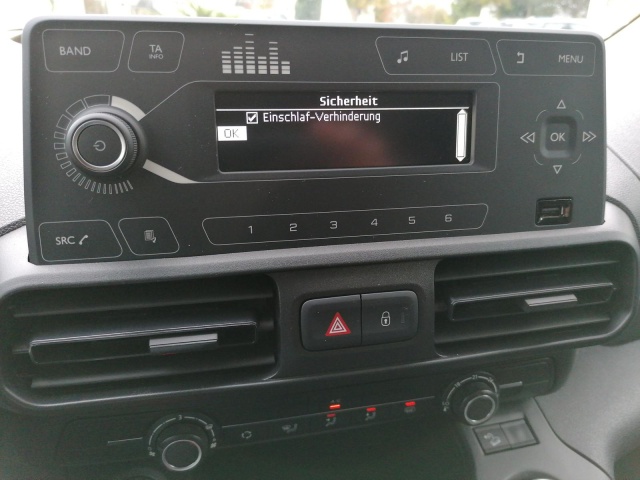 BAND
TA
INFO
LIST
MENU
Sicherheit
Einschlaf-Verhinderung
OK
OK
SRC
1 2 3 4 5 6